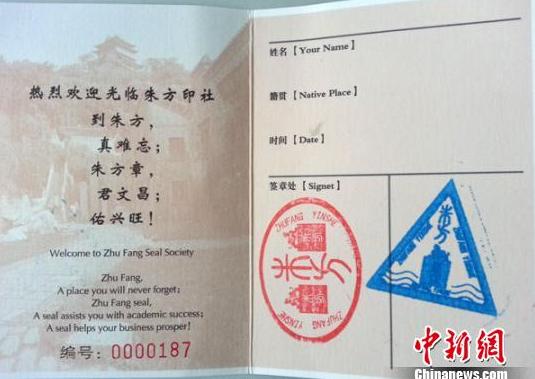 热烈欢迎光临朱方印社
到朱方，
真难忘；
朱方章，
君文昌；
佑兴旺！
Welcome to Zhu Fang Seal Society
Zhu Fang,
A place you will never forget;
Zhu Fang seal,
A seal assists you with academic success;
A seal helps your business prosper!
编号：0000187
姓名【Your Name】
籍贯【Native Place】
时间【Date】
签章处【Signet】
ZHUFANG YINSHE
朱方
ZHUFANG YINSHE
朱方
中新网
Chinanews.com